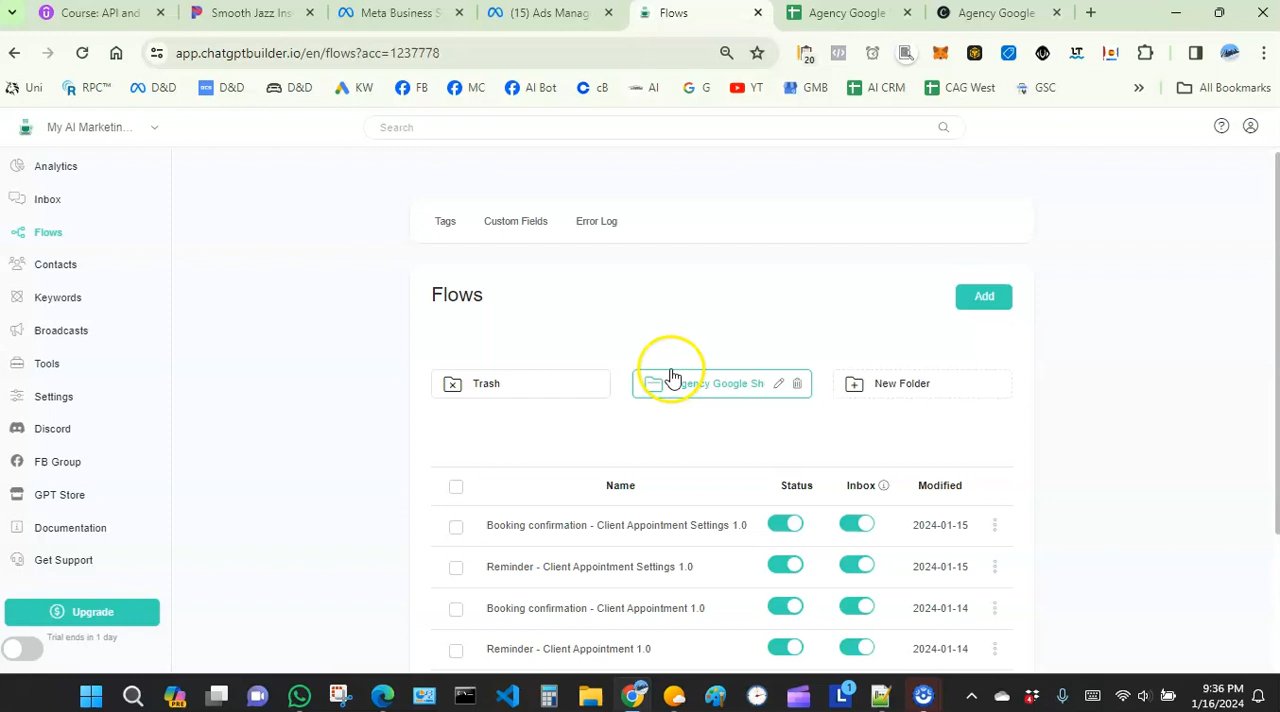 Course: API and
Smooth Jazz Ins
Meta Business S
(15) Ads Manag
Flows
Agency Google
Agency Google
app.chatgptbuilder.io/en/flows?acc=1237778
20
Uni
RPC™
D&D
D&D
D&D
KW
FB
MC
AI Bot
cB
AI
G
YT
GMB
AI CRM
CAG West
GSC
All Bookmarks
My AI Marketin...
Search
Analytics
Inbox
Flows
Contacts
Keywords
Broadcasts
Tools
Settings
Discord
FB Group
GPT Store
Documentation
Get Support
Upgrade
Trial ends in 1 day
Tags Custom Fields Error Log
Flows
Add
Trash
gency Google Sh
New Folder
Name Status Inbox Modified
Booking confirmation - Client Appointment Settings 1.0 2024-01-15
Reminder - Client Appointment Settings 1.0 2024-01-15
Booking confirmation - Client Appointment 1.0 2024-01-14
Reminder - Client Appointment 1.0 2024-01-14
9:36 PM
1/16/2024